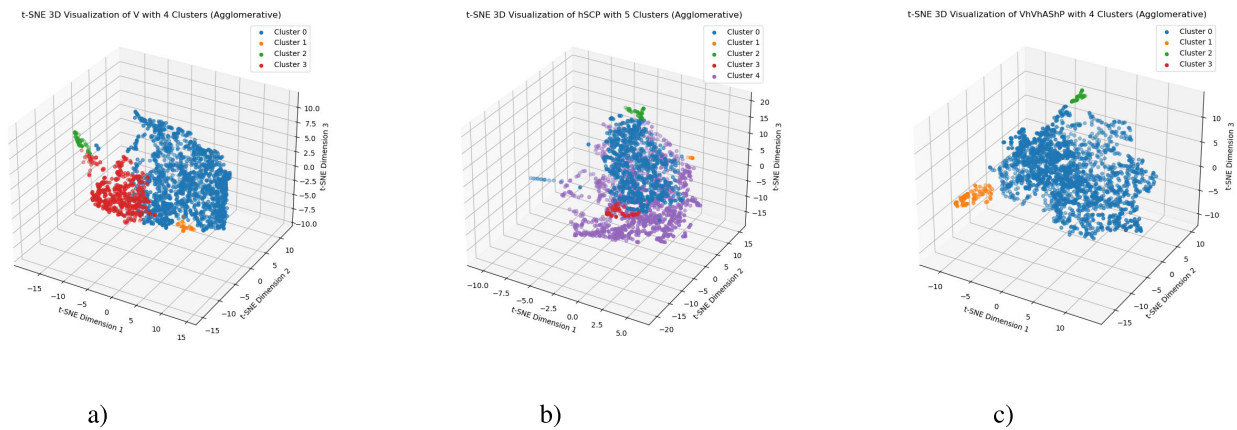 t-SNE 3D Visualization of V with 4 Clusters (Agglomerative)
Cluster 0
Cluster 1
Cluster 2
Cluster 3
10.0
7.5
5.0
2.5
0.0
−2.5
−5.0
−7.5
−10.0
t-SNE Dimension 3
−15
−10
−5
0
5
10
15
t-SNE Dimension 1
−15
−10
−5
0
5
10
t-SNE Dimension 2
a)
t-SNE 3D Visualization of hSCP with 5 Clusters (Agglomerative)
Cluster 0
Cluster 1
Cluster 2
Cluster 3
Cluster 4
20
15
10
5
0
−5
−10
−15
t-SNE Dimension 3
−10.0
−7.5
−5.0
−2.5
0.0
2.5
5.0
t-SNE Dimension 1
−20
−15
−10
−5
0
5
10
15
t-SNE Dimension 2
b)
t-SNE 3D Visualization of VhVhAShP with 4 Clusters (Agglomerative)
Cluster 0
Cluster 1
Cluster 2
Cluster 3
10
5
0
−5
−10
t-SNE Dimension 3
−10
−5
0
5
10
t-SNE Dimension 1
−15
−10
−5
0
5
10
t-SNE Dimension 2
c)